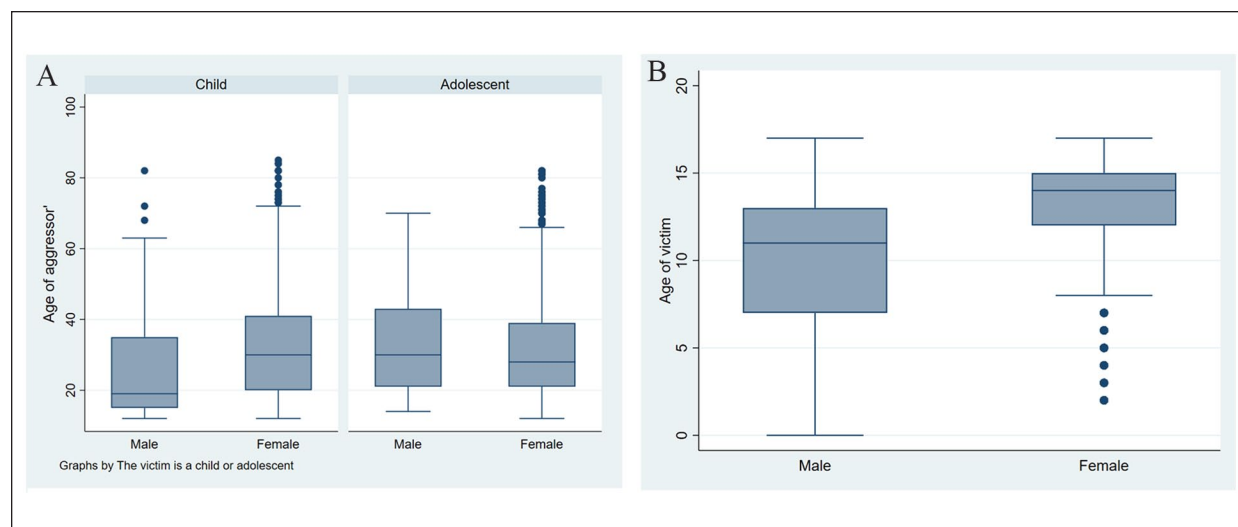 A
Child
Adolescent
Age of aggressor'
100
80
60
40
20
Male
Female
Male
Female
Graphs by The victim is a child or adolescent
B
Age of victim
20
15
10
5
0
Male
Female